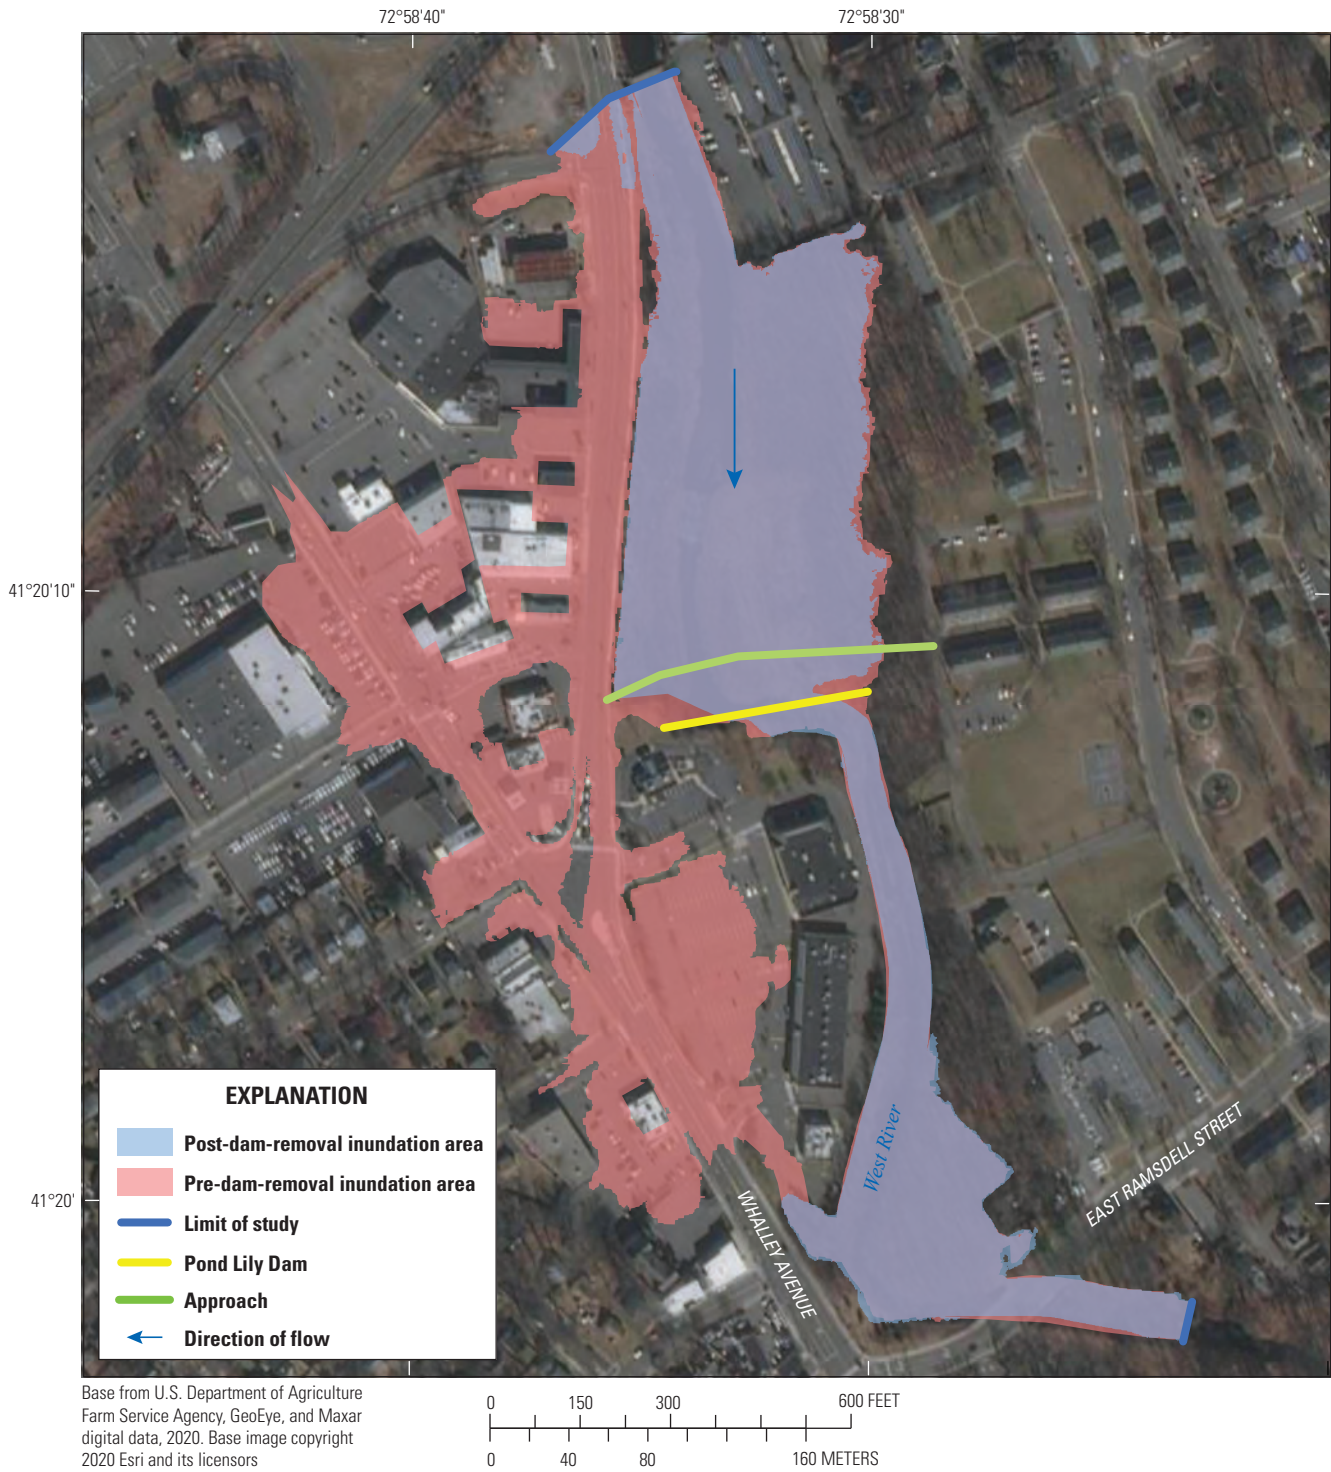 72°58'40"
72°58'30"
41°20'10"
41°20'
West River
EAST RAMSDELL STREET
WHALLEY AVENUE
EXPLANATION
Post-dam-removal inundation area
Pre-dam-removal inundation area
Limit of study
Pond Lily Dam
Approach
Direction of flow
Base from U.S. Department of Agriculture
Farm Service Agency, GeoEye, and Maxar
digital data, 2020. Base image copyright
2020 Esri and its licensors
0 150 300 600 FEET
0 40 80 160 METERS